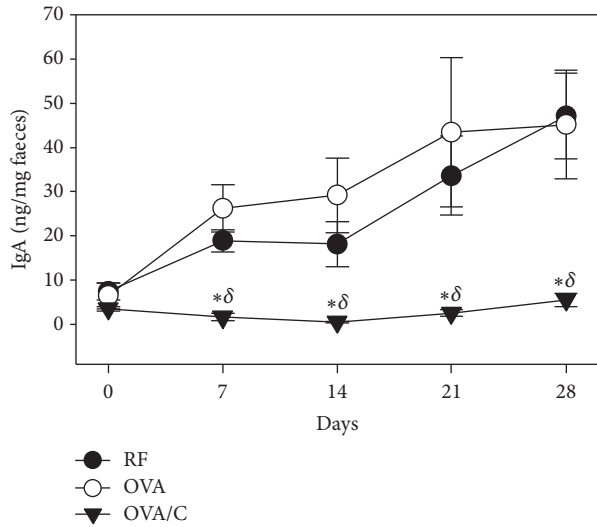 70
60
50
40
30
20
10
0
IgA (ng/mg faeces)
*δ
*δ
*δ
*δ
0 7 14 21 28
Days
RF
OVA
OVA/C